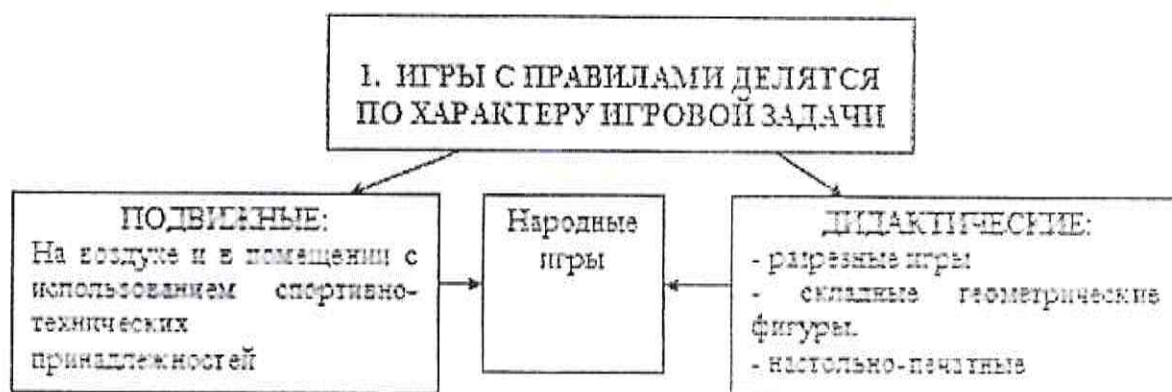 1. ИГРЫ С ПРАВИЛАМИ ДЕЛЯТСЯ
ПО ХАРАКТЕРУ ИГРОВОЙ ЗАДАЧИ
ПОДВИЖНЫЕ:
На воздухе и в помещении с
использованием спортивно-
технических
принадлежностей
Народные
игры
ДИДАКТИЧЕСКИЕ:
- разрезные игры
- складные геометрические
фигуры.
- настольно-печатные